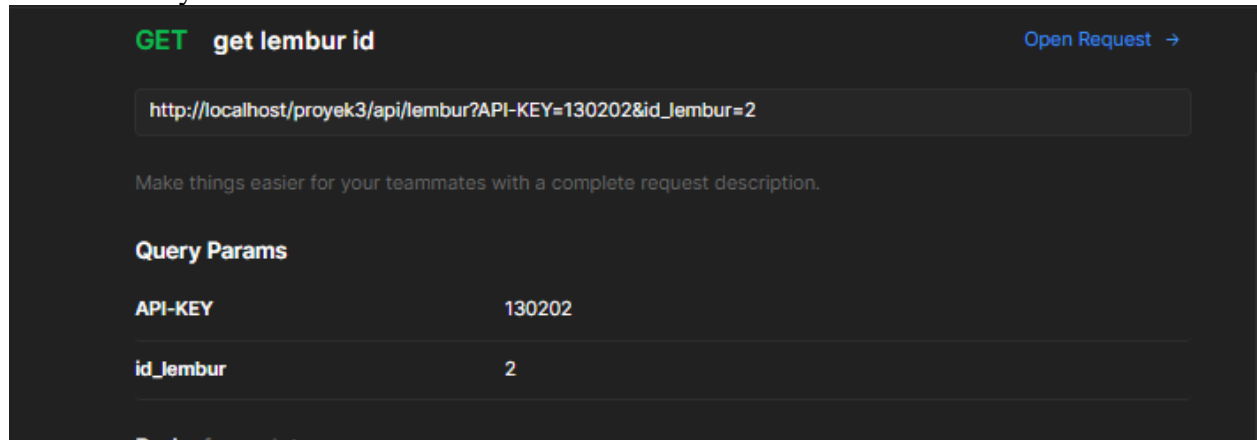 GET get lembur id
Open Request →
http://localhost/proyek3/api/lembur?API-KEY=130202&id_lembur=2
Make things easier for your teammates with a complete request description.
Query Params
API-KEY 130202
id_lembur 2